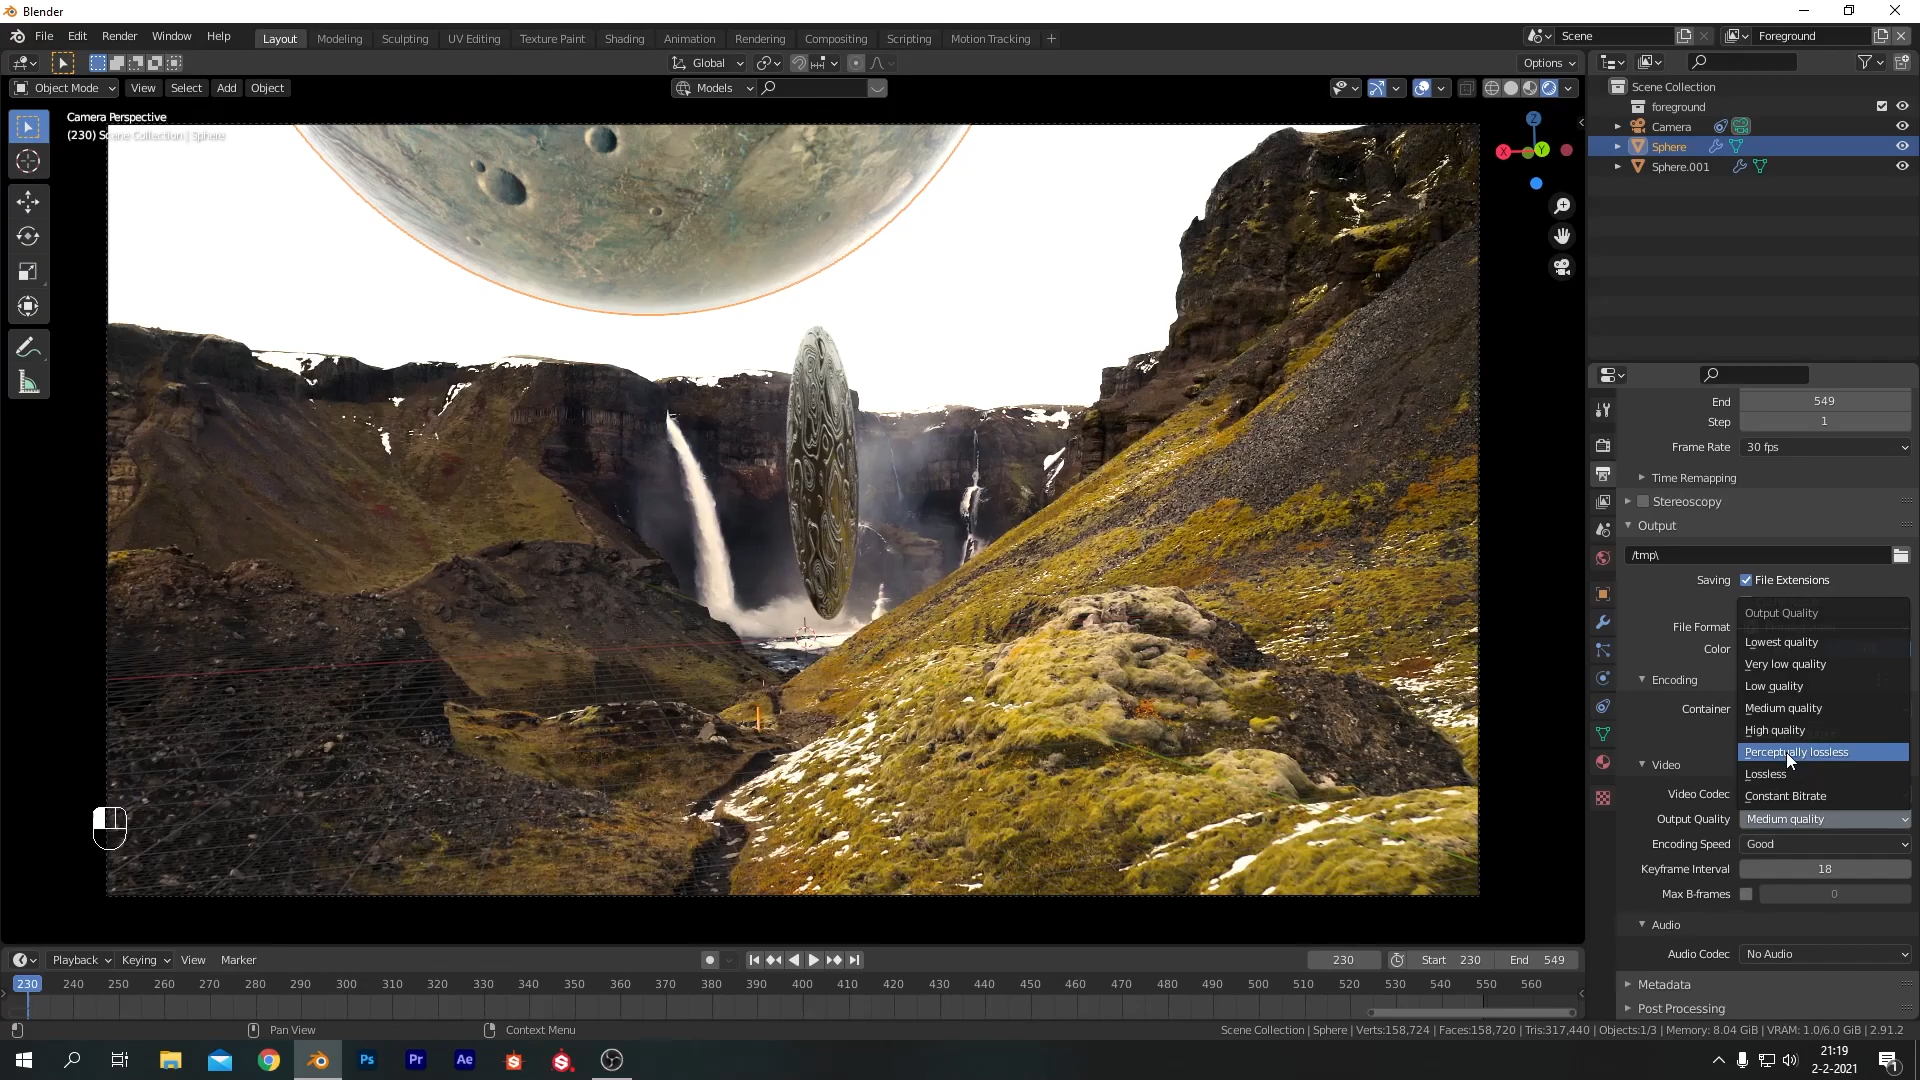 Blender
File Edit Render Window Help
Layout Modeling Sculpting UV Editing Texture Paint Shading Animation Rendering Compositing Scripting Motion Tracking +
Scene
Foreground
Global
Options
Object Mode View Select Add Object
Models
Camera Perspective
(230) Scene Collection | Sphere
Z
X
Y
Scene Collection
foreground
Camera
Sphere
Sphere.001
End 549
Step 1
Frame Rate 30 fps
Time Remapping
Stereoscopy
Output
/tmp\
Saving File Extensions
File Format
Color
Encoding
Container
Video
Video Codec
Output Quality
Lowest quality
Very low quality
Low quality
Medium quality
High quality
Perceptually lossless
Lossless
Constant Bitrate
Output Quality Medium quality
Encoding Speed Good
Keyframe Interval 18
Max B-frames 0
Audio
Audio Codec No Audio
Metadata
Post Processing
Playback Keying View Marker
230 Start 230 End 549
230 240 250 260 270 280 290 300 310 320 330 340 350 360 370 380 390 400 410 420 430 440 450 460 470 480 490 500 510 520 530 540 550 560
Pan View
Context Menu
Scene Collection | Sphere | Verts:158,724 | Faces:158,720 | Tris:317,440 | Objects:1/3 | Memory: 8.04 GiB | VRAM: 1.0/6.0 GiB | 2.91.2
Ps Pr Ae
21:19
2-2-2021
1